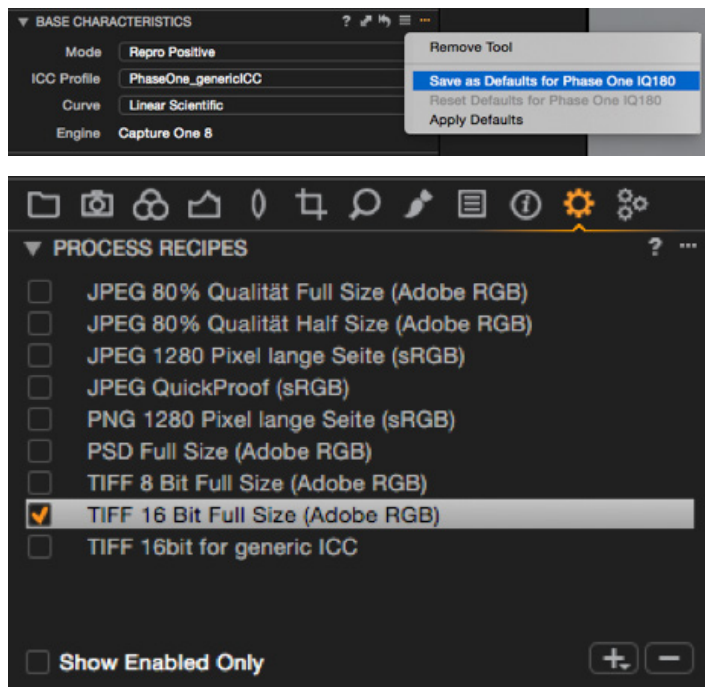 BASE CHARACTERISTICS ?
Mode Repro Positive
ICC Profile PhaseOne_genericICC
Curve Linear Scientific
Engine Capture One 8
Remove Tool
Save as Defaults for Phase One IQ180
Reset Defaults for Phase One IQ180
Apply Defaults
PROCESS RECIPES ?
JPEG 80% Qualität Full Size (Adobe RGB)
JPEG 80% Qualität Half Size (Adobe RGB)
JPEG 1280 Pixel lange Seite (sRGB)
JPEG QuickProof (sRGB)
PNG 1280 Pixel lange Seite (sRGB)
PSD Full Size (Adobe RGB)
TIFF 8 Bit Full Size (Adobe RGB)
TIFF 16 Bit Full Size (Adobe RGB)
TIFF 16bit for generic ICC
Show Enabled Only